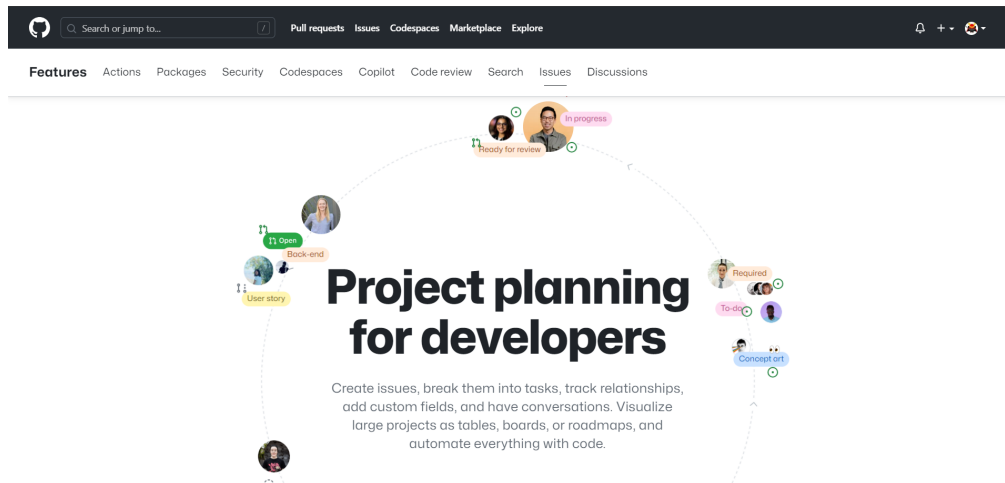 Search or jump to...
/
Pull requests Issues Codespaces Marketplace Explore
Features Actions Packages Security Codespaces Copilot Code review Search Issues Discussions
In progress
Ready for review
Open
Back-end
User story
Required
To-do
Concept art
Project planning
for developers
Create issues, break them into tasks, track relationships,
add custom fields, and have conversations. Visualize
large projects as tables, boards, or roadmaps, and
automate everything with code.